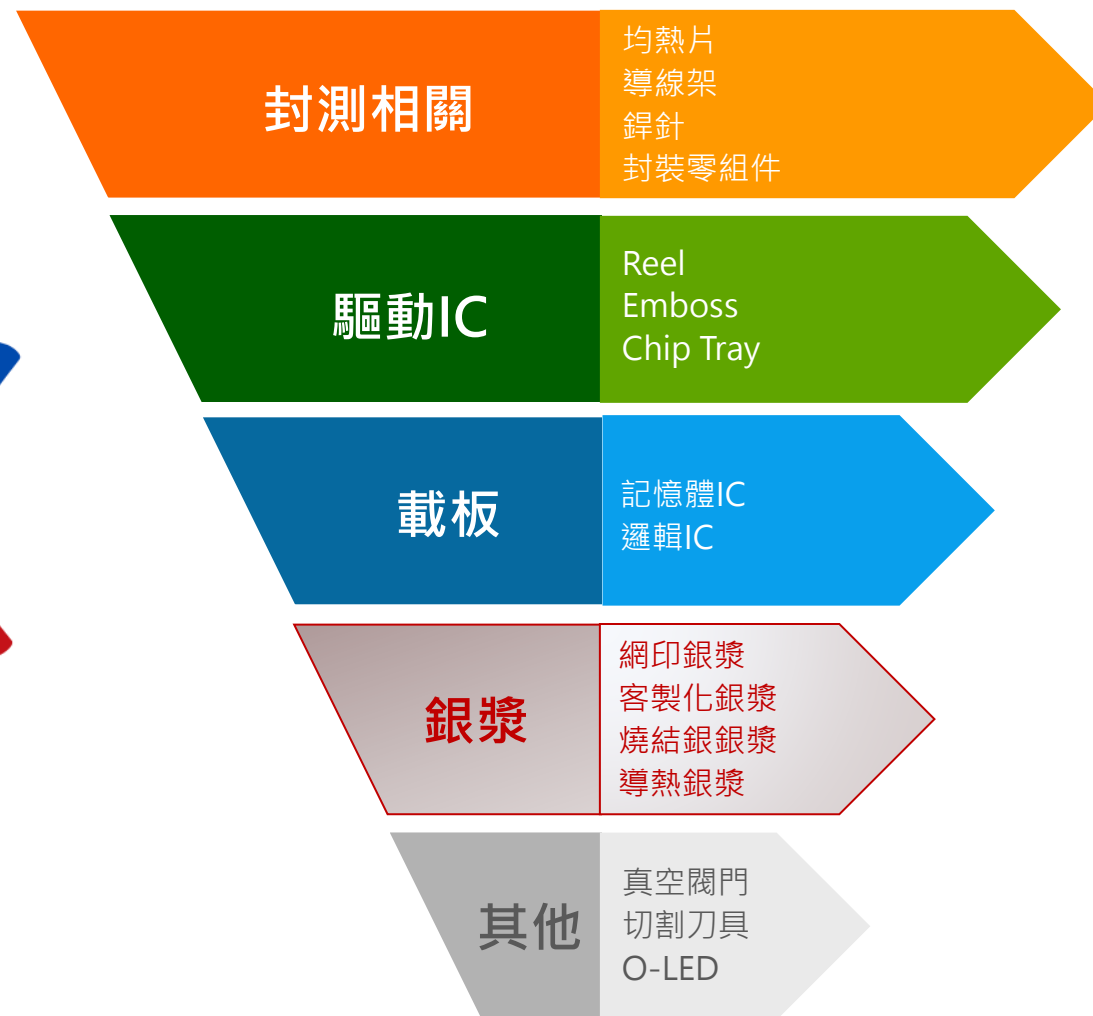 封測相關
均熱片
導線架
銲針
封裝零組件
驅動IC
Reel
Emboss
Chip Tray
載板
記憶體IC
邏輯IC
銀漿
網印銀漿
客製化銀漿
燒結銀銀漿
導熱銀漿
其他
真空閥門
切割刀具
O-LED